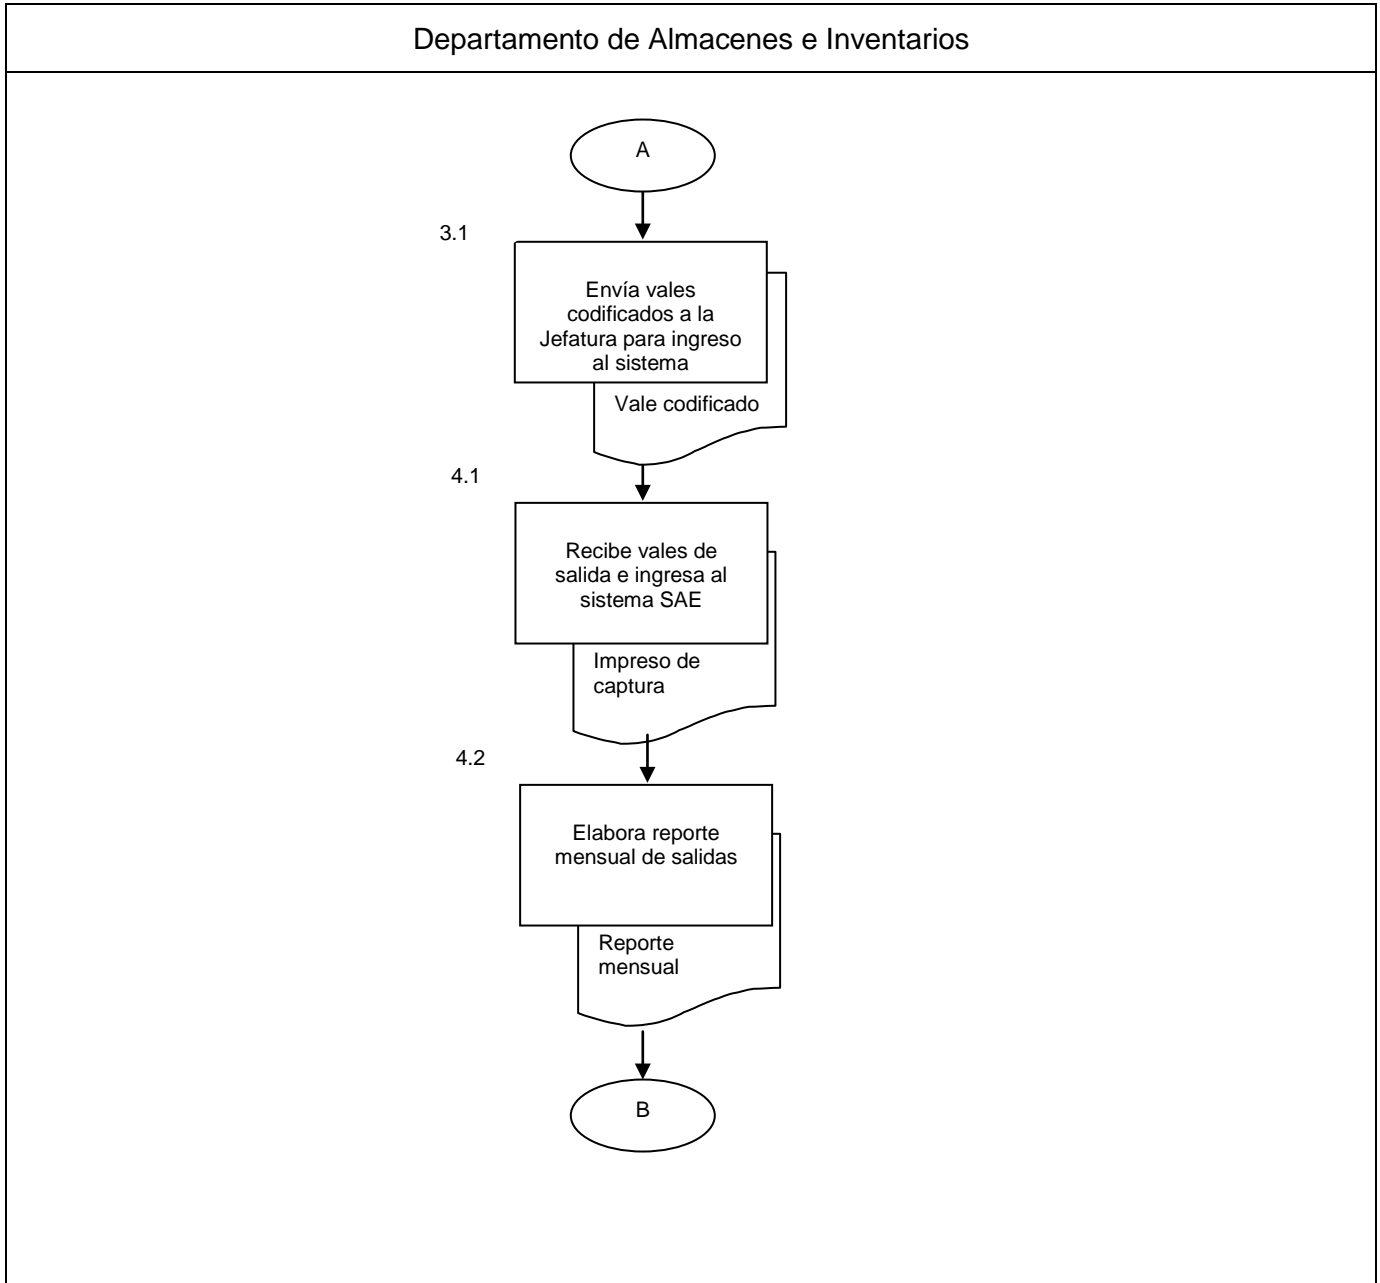 Departamento de Almacenes e Inventarios
A
3.1
Envía vales
codificados a la
Jefatura para ingreso
al sistema
Vale codificado
4.1
Recibe vales de
salida e ingresa al
sistema SAE
Impreso de
captura
4.2
Elabora reporte
mensual de salidas
Reporte
mensual
B